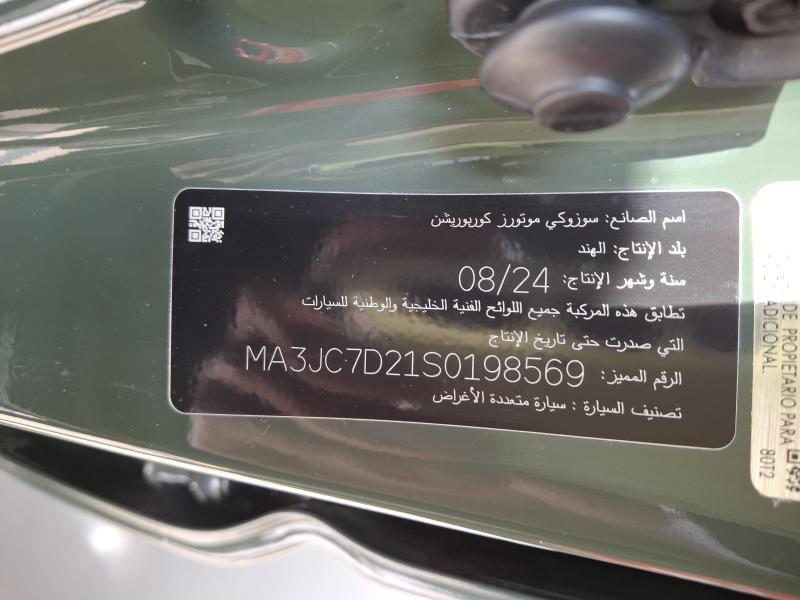 اسم الصانع: سوزوكي موتورز كوربوريشن
بلد الإنتاج: الهند
سنة وشهر الإنتاج: 08/24
تطابق هذه المركبة جميع اللوائح الفنية الخليجية والوطنية للسيارات
التي صدرت حتى تاريخ الإنتاج
الرقم المميز: MA3JC7D21S0198569
تصنيف السيارة : سيارة متعددة الأغراض
DE PROPIETARIO PARA
ADICIONAL
80T2